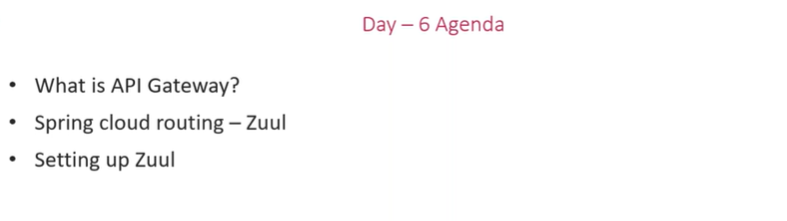 Day – 6 Agenda
• What is API Gateway?
• Spring cloud routing – Zuul
• Setting up Zuul